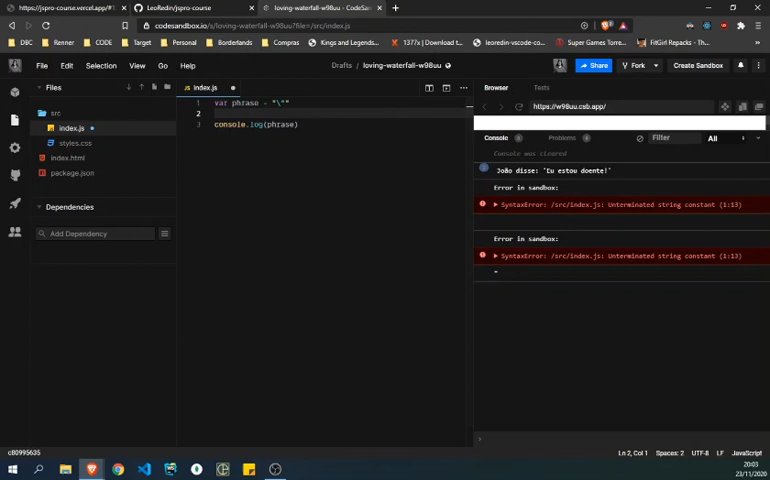 https://jspro-course.vercel.app/#1
LeoRedin/jspro-course
loving-waterfall-w98uu - CodeSan
codesandbox.io/s/loving-waterfall-w98uu?file=/src/index.js
DBC
Renner
CODE
Target
Personal
Borderlands
Compras
Kings and Legends...
1377x | Download t...
leoredin-vscode-co...
Super Games Torre...
FitGirl Repacks - Th...
File Edit Selection View Go Help
Drafts / loving-waterfall-w98uu
Share
Fork
Create Sandbox
Files
src
index.js
styles.css
index.html
package.json
Dependencies
Add Dependency
JS index.js
1 var phrase = "\""
2
3 console.log(phrase)
Browser Tests
https://w98uu.csb.app/
Console
Problems
Filter
All
Console was cleared
João disse: 'Eu estou doente!'
Error in sandbox:
SyntaxError: /src/index.js: Unterminated string constant (1:13)
Error in sandbox:
SyntaxError: /src/index.js: Unterminated string constant (1:13)
"
c80995635
Ln 2, Col 1 Spaces: 2 UTF-8 LF JavaScript
20:03
23/11/2020